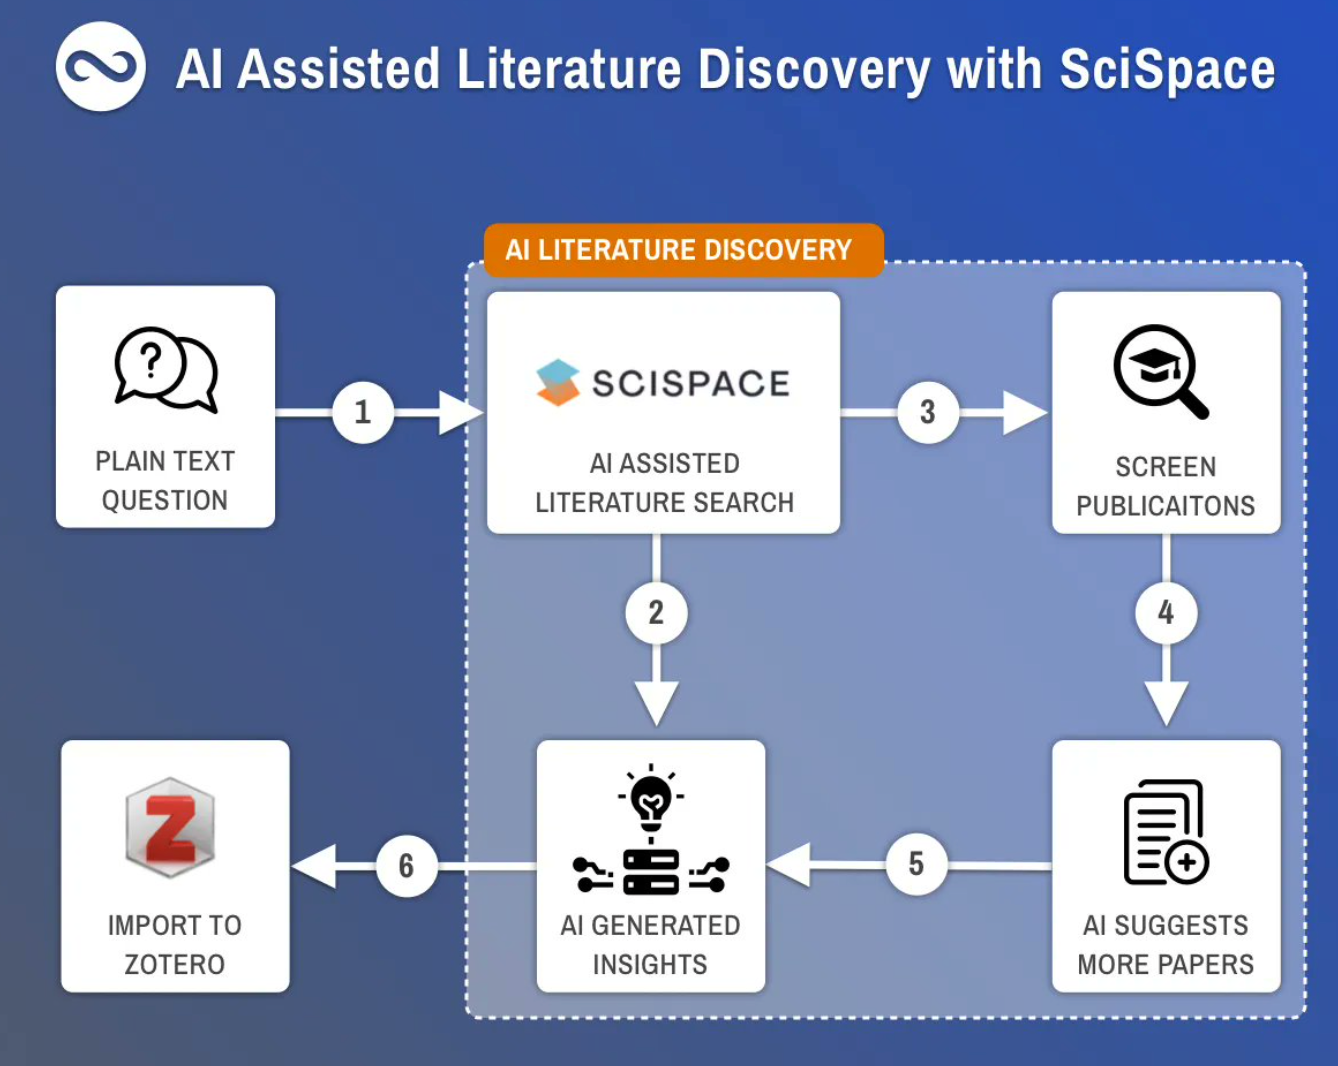 AI Assisted Literature Discovery with SciSpace
AI LITERATURE DISCOVERY
?
PLAIN TEXT
QUESTION
1
SCISPACE
AI ASSISTED
LITERATURE SEARCH
3
SCREEN
PUBLICAITONS
2
4
Z
IMPORT TO
ZOTERO
6
AI GENERATED
INSIGHTS
5
AI SUGGESTS
MORE PAPERS